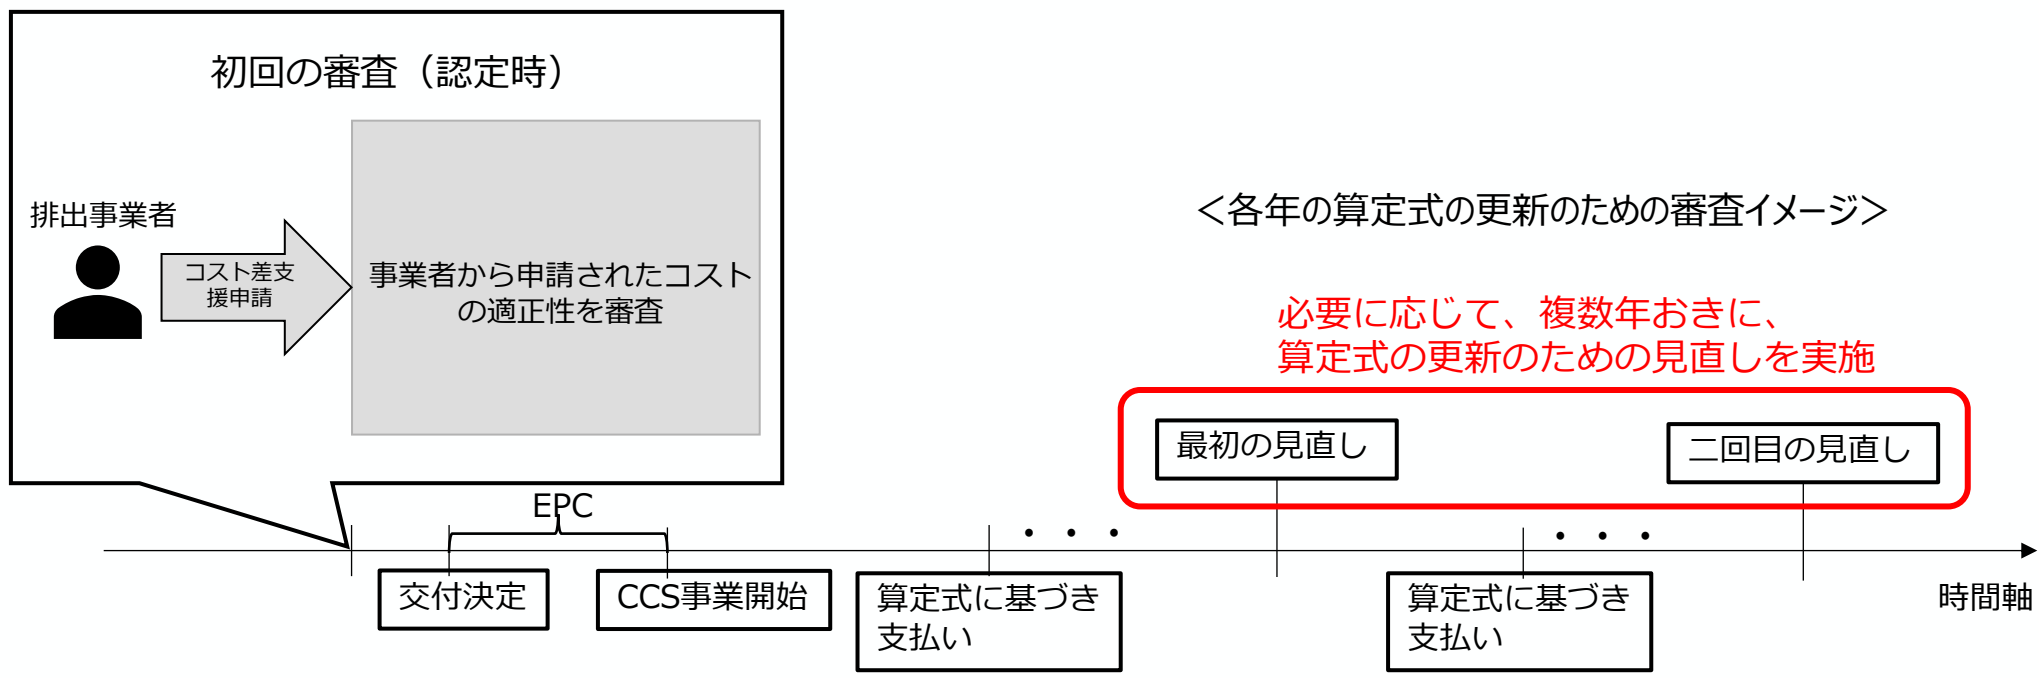 初回の審査（認定時）
排出事業者
コスト差支
援申請
事業者から申請されたコスト
の適正性を審査
＜各年の算定式の更新のための審査イメージ＞
必要に応じて、複数年おきに、
算定式の更新のための見直しを実施
最初の見直し
二回目の見直し
EPC
・・・
・・・
交付決定
CCS事業開始
算定式に基づき
支払い
算定式に基づき
支払い
時間軸